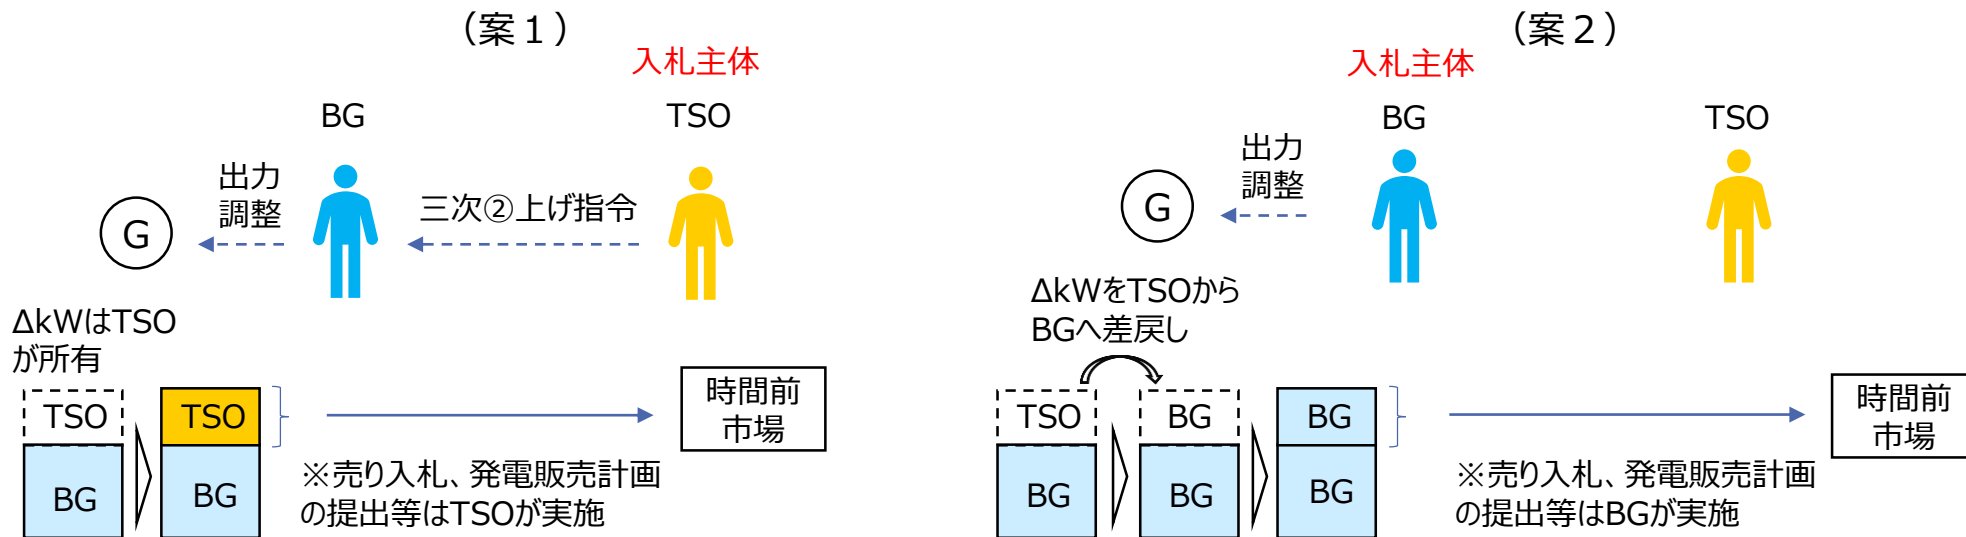 （案１）
入札主体
BG
TSO
出力
調整
三次②上げ指令
G
ΔkWはTSO
が所有
TSO
TSO
BG
BG
時間前
市場
※売り入札、発電販売計画
の提出等はTSOが実施
（案２）
入札主体
BG
TSO
出力
調整
G
ΔkWをTSOから
BGへ差戻し
TSO
BG
BG
BG
BG
BG
時間前
市場
※売り入札、発電販売計画
の提出等はBGが実施